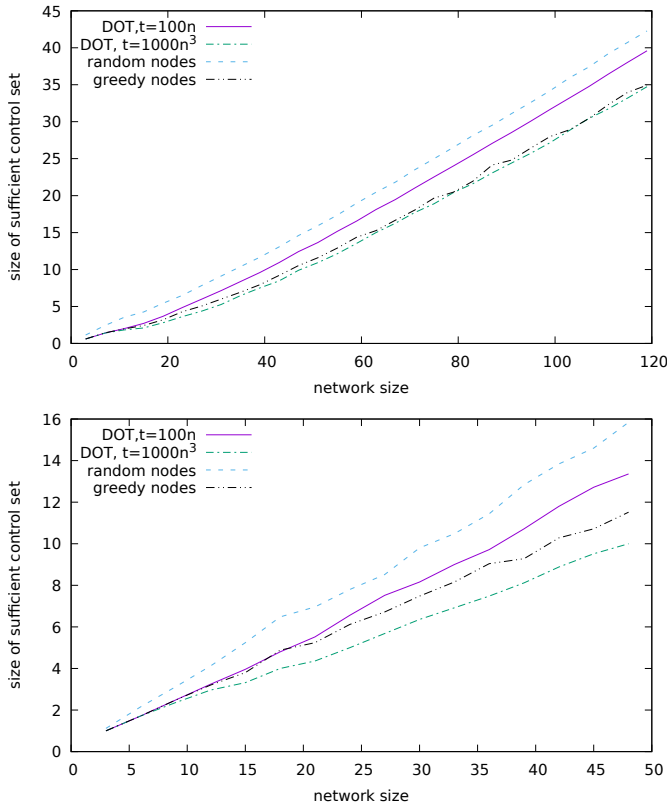 45
40
35
30
25
20
15
10
5
0
size of sufficient control set
DOT,t=100n
DOT, t=1000n³
random nodes
greedy nodes
0 20 40 60 80 100 120
network size
16
14
12
10
8
6
4
2
0
size of sufficient control set
DOT,t=100n
DOT, t=1000n³
random nodes
greedy nodes
0 5 10 15 20 25 30 35 40 45 50
network size